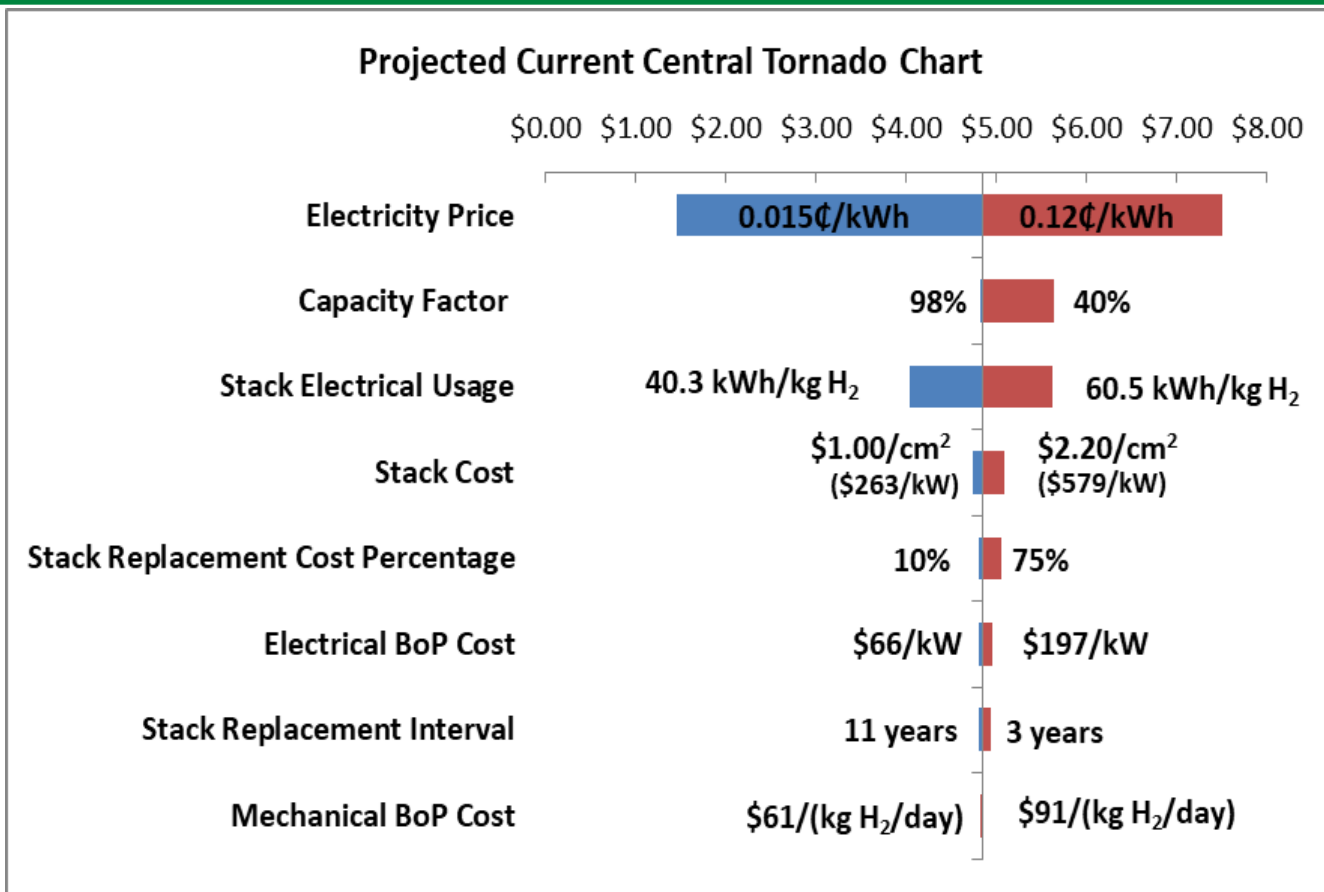 Projected Current Central Tornado Chart
$0.00 $1.00 $2.00 $3.00 $4.00 $5.00 $6.00 $7.00 $8.00
Electricity Price 0.015₵/kWh 0.12₵/kWh
Capacity Factor 98% 40%
Stack Electrical Usage 40.3 kWh/kg H₂ 60.5 kWh/kg H₂
$1.00/cm² $2.20/cm²
Stack Cost ($263/kW) ($579/kW)
Stack Replacement Cost Percentage 10% 75%
Electrical BoP Cost $66/kW $197/kW
Stack Replacement Interval 11 years 3 years
Mechanical BoP Cost $61/(kg H₂/day) $91/(kg H₂/day)